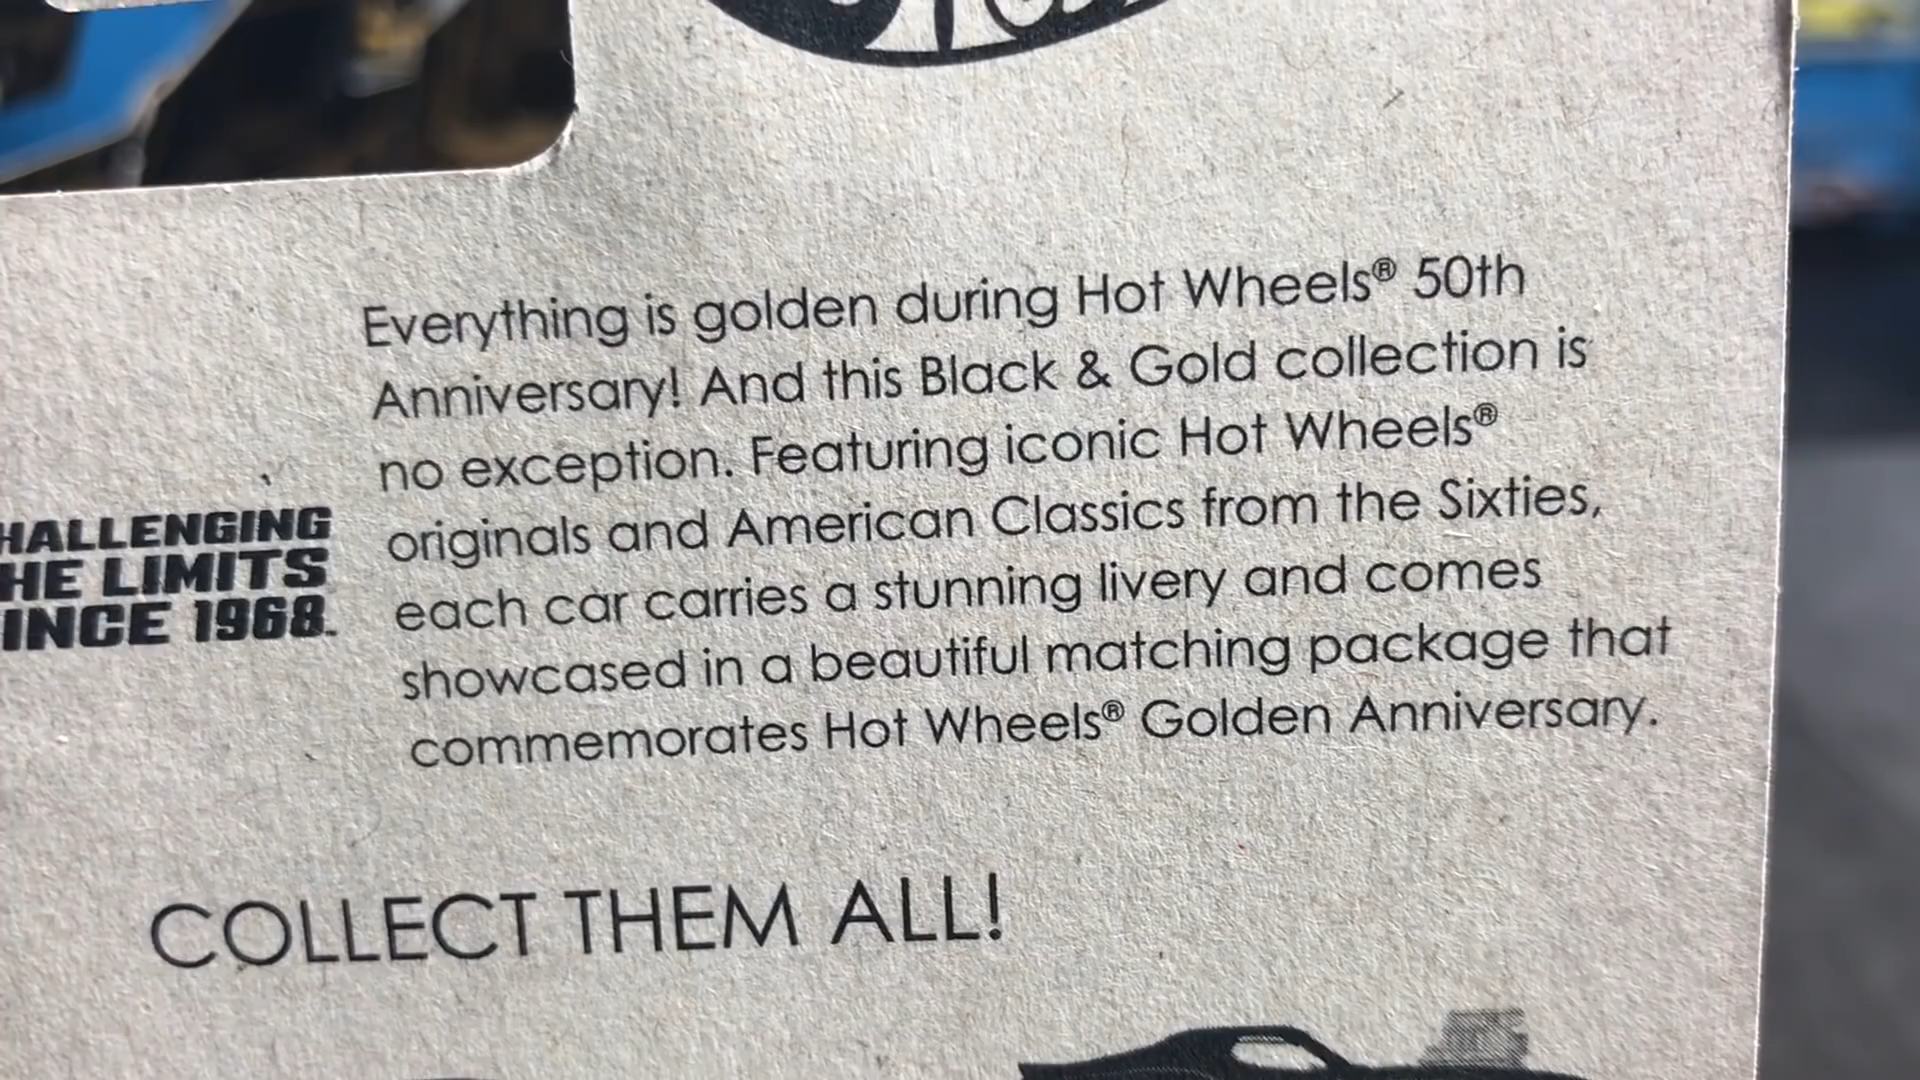 Everything is golden during Hot Wheels® 50th
Anniversary! And this Black & Gold collection is
no exception. Featuring iconic Hot Wheels®
originals and American Classics from the Sixties,
each car carries a stunning livery and comes
showcased in a beautiful matching package that
commemorates Hot Wheels® Golden Anniversary.
HALLENGING
HE LIMITS
INCE 1968.
COLLECT THEM ALL!